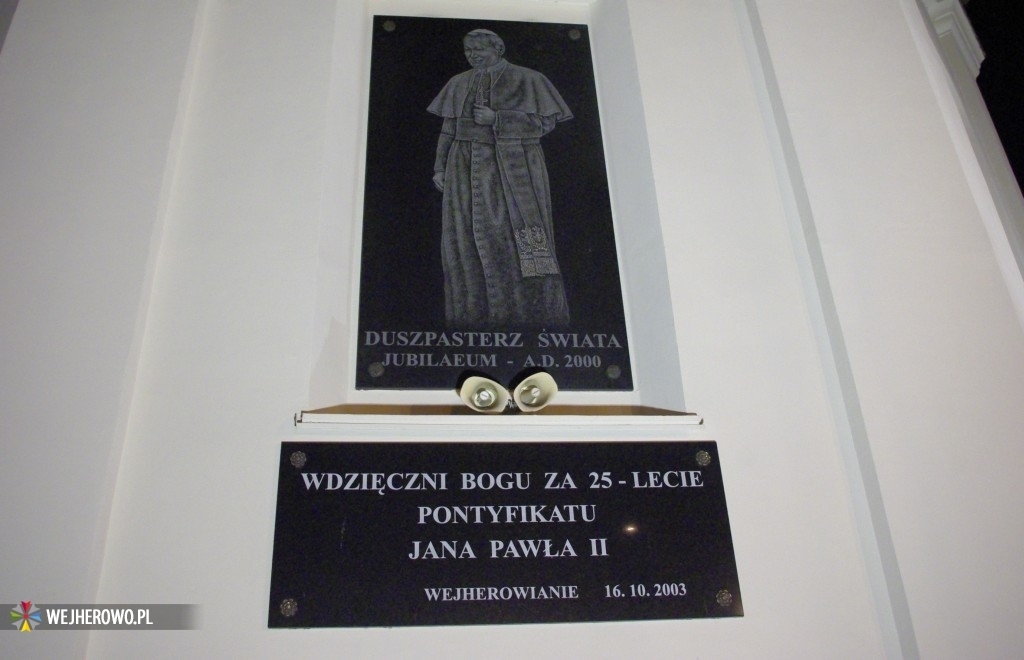 DUSZPASTERZ ŚWIATA
JUBILAEUM - A.D. 2000
WDZIĘCZNI BOGU ZA 25 - LECIE
PONTYFIKATU
JANA PAWŁA II
WEJHEROWIANIE 16. 10. 2003
WEJHEROWO.PL